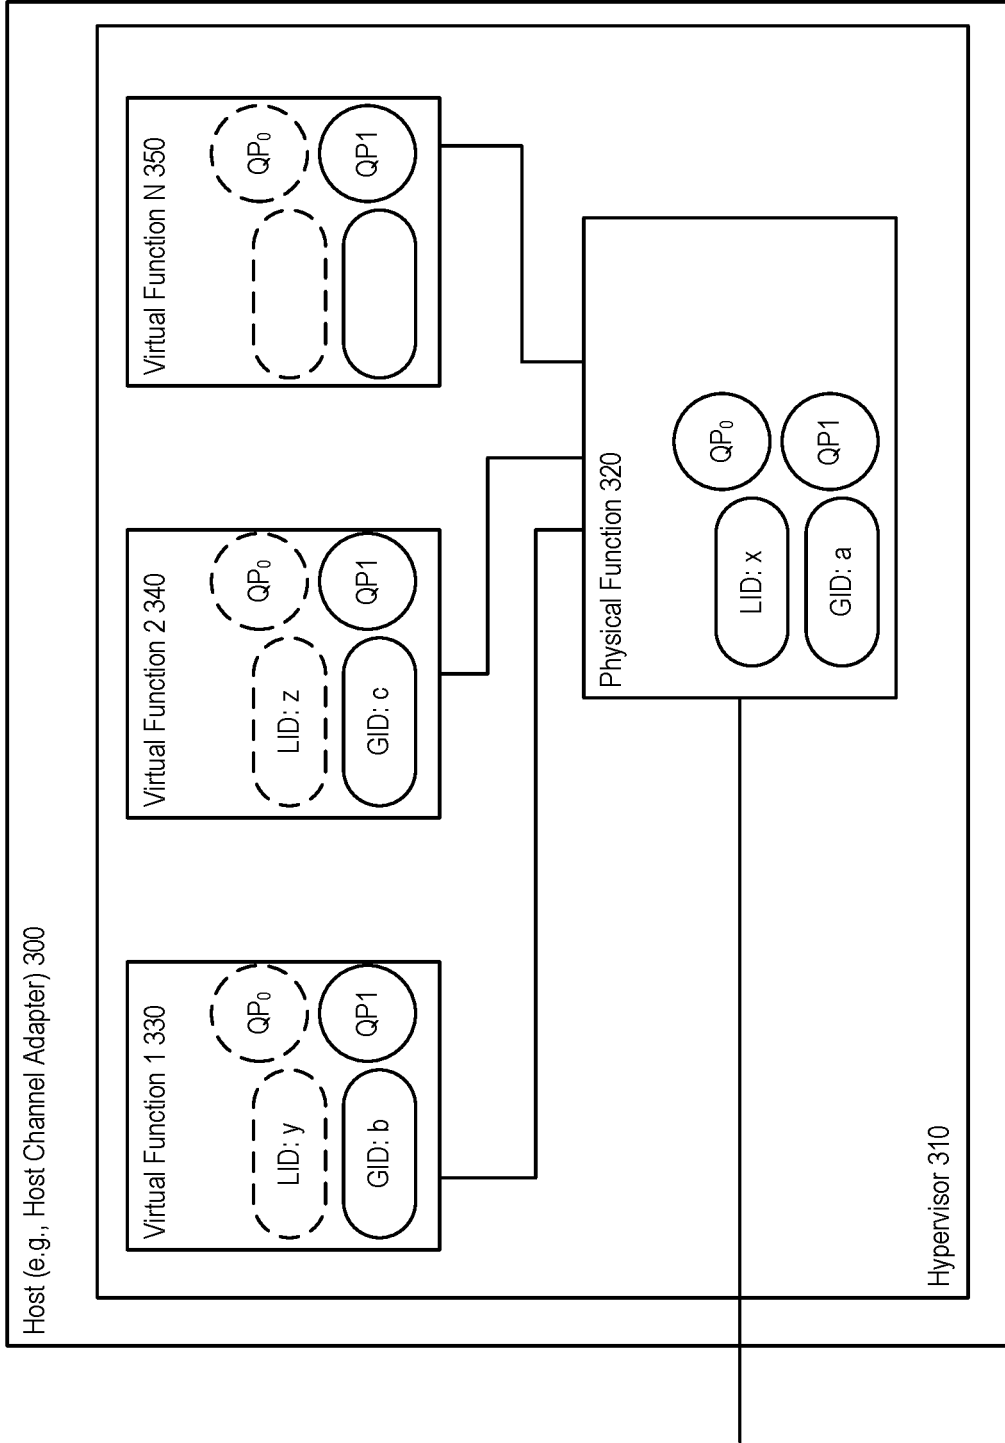 Host (e.g., Host Channel Adapter) 300
Virtual Function 1 330
LID: y
QP0
GID: b
QP1
Virtual Function 2 340
LID: z
QP0
GID: c
QP1
Virtual Function N 350
QP0
QP1
Physical Function 320
LID: x
QP0
GID: a
QP1
Hypervisor 310